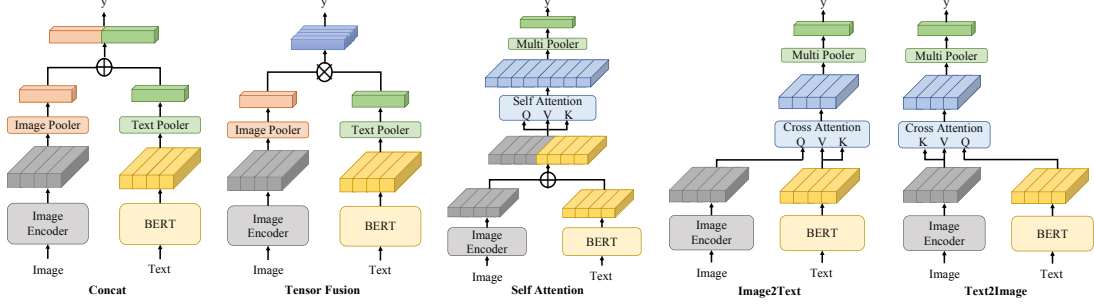 y
Image Pooler
Text Pooler
Image Encoder
BERT
Image
Text
Concat
y
Image Pooler
Text Pooler
Image Encoder
BERT
Image
Text
Tensor Fusion
y
Multi Pooler
Self Attention
Q V K
Image Encoder
BERT
Image
Text
Self Attention
y
Multi Pooler
Cross Attention
Q V K
Image Encoder
BERT
Image
Text
Image2Text
y
Multi Pooler
Cross Attention
K V Q
Image Encoder
BERT
Image
Text
Text2Image